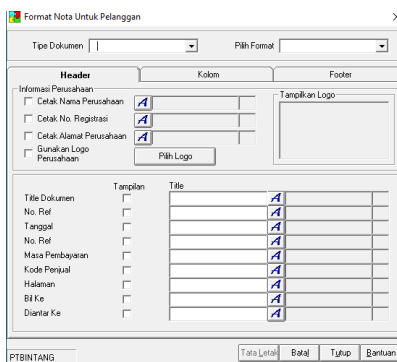 Format Nota Untuk Pelanggan
Tipe Dokumen
Pilih Format
Header
Kolom
Footer
Informasi Perusahaan
Cetak Nama Perusahaan
A
Cetak No. Registrasi
A
Cetak Alamat Perusahaan
A
Gunakan Logo
Perusahaan
Pilih Logo
Tampilkan Logo
Tampilan
Title
Title Dokumen
A
No. Ref
A
Tanggal
A
No. Ref
A
Masa Pembayaran
A
Kode Penjual
A
Halaman
A
Bil Ke
A
Diantar Ke
A
PTBINTANG
Tata Letak
Batal
Tutup
Bantuan